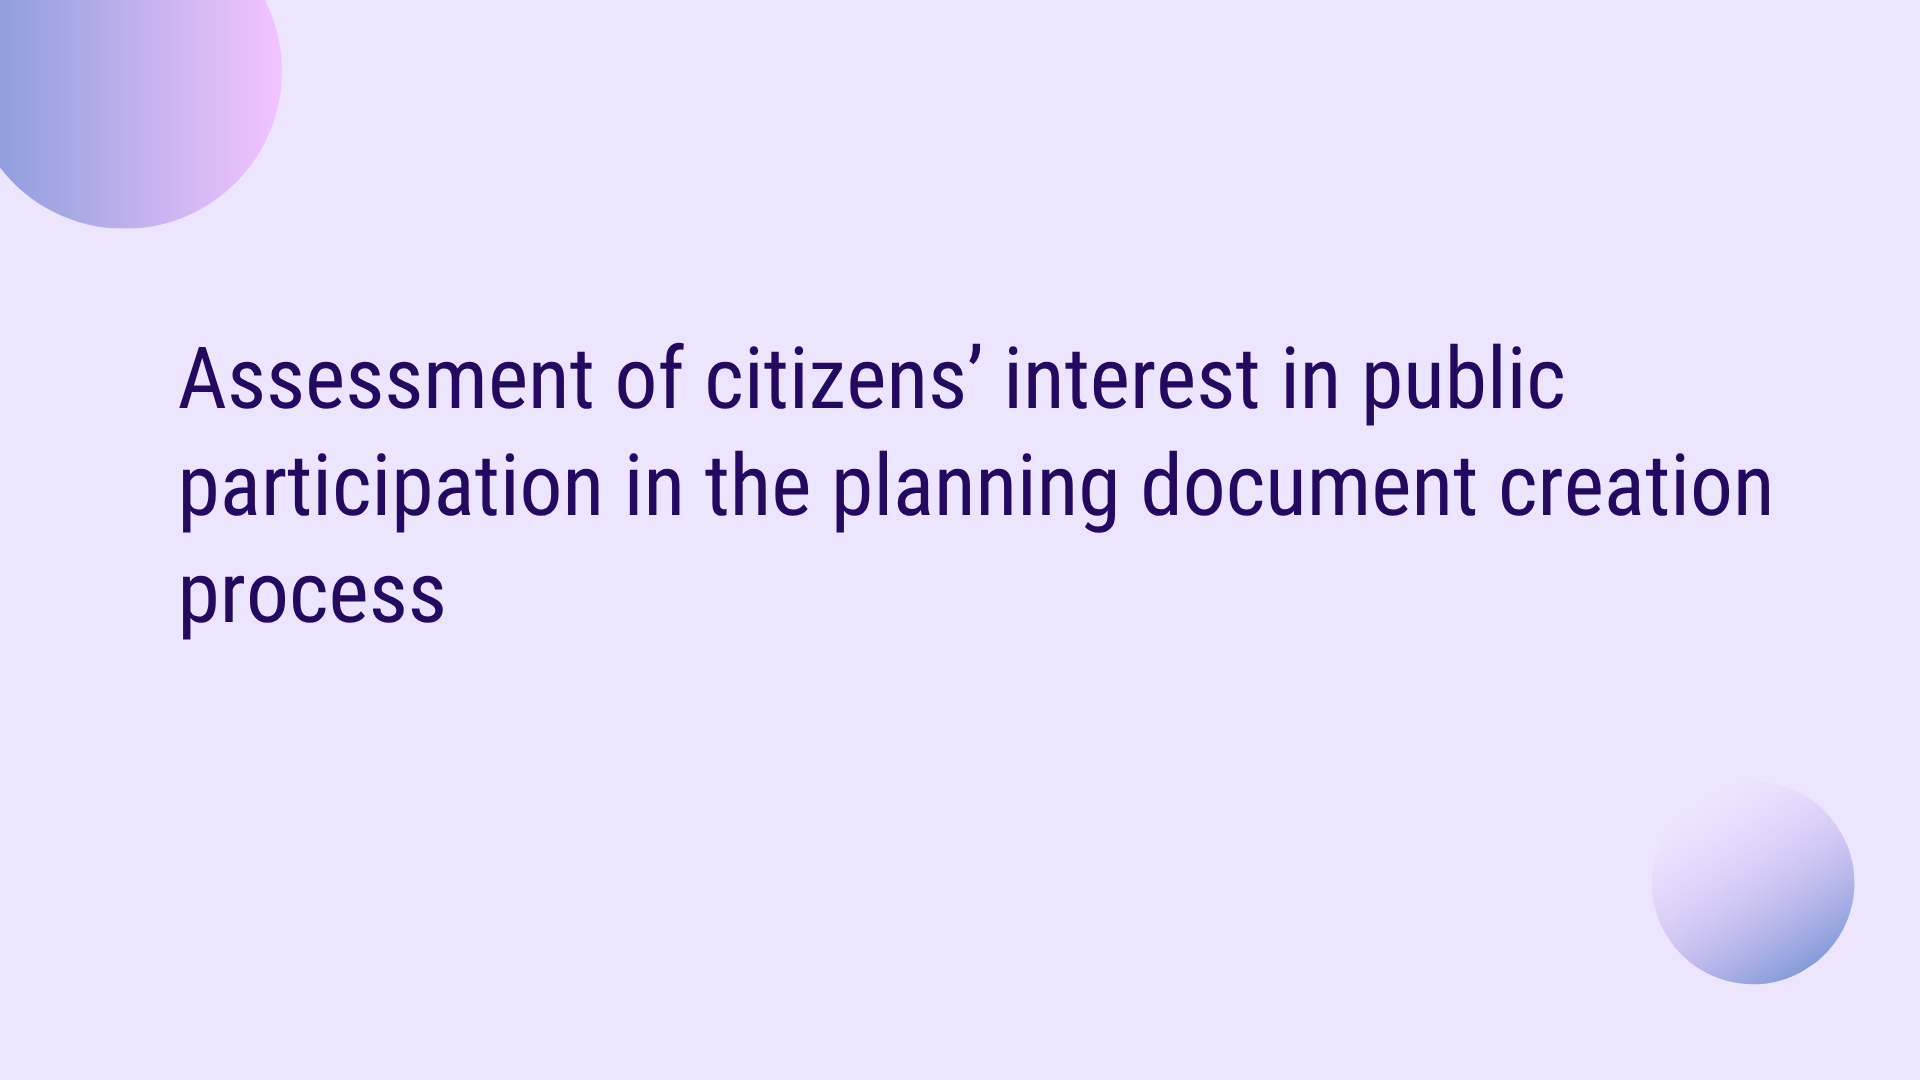 Assessment of citizens’ interest in public
participation in the planning document creation
process